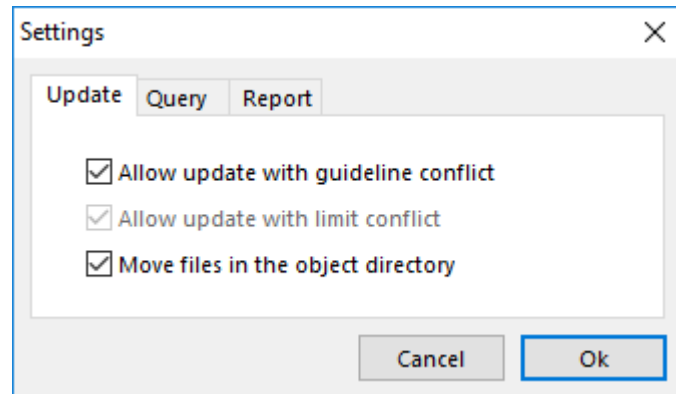 Settings
Update Query Report
Allow update with guideline conflict
Allow update with limit conflict
Move files in the object directory
Cancel Ok